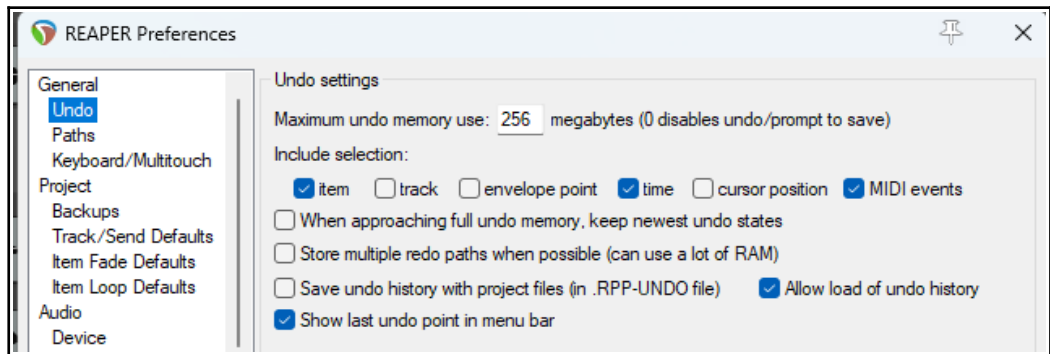 REAPER Preferences
General
Undo
Paths
Keyboard/Multitouch
Project
Backups
Track/Send Defaults
Item Fade Defaults
Item Loop Defaults
Audio
Device
Undo settings
Maximum undo memory use: 256 megabytes (0 disables undo/prompt to save)
Include selection:
item track envelope point time cursor position MIDI events
When approaching full undo memory, keep newest undo states
Store multiple redo paths when possible (can use a lot of RAM)
Save undo history with project files (in .RPP-UNDO file) Allow load of undo history
Show last undo point in menu bar